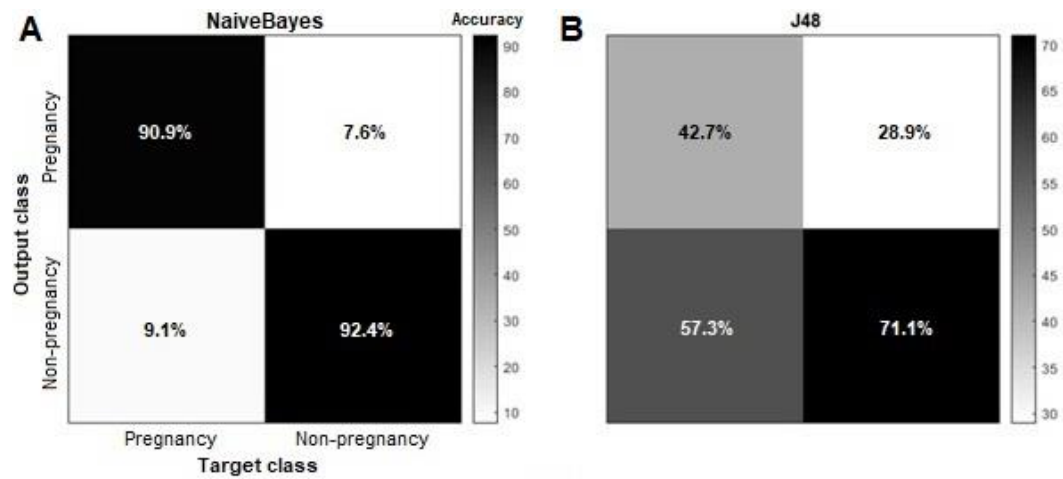 A
NaiveBayes
Accuracy
B
J48
Output class
Pregnancy
Non-pregnancy
90.9%
7.6%
9.1%
92.4%
90
80
70
60
50
40
30
20
10
Pregnancy
Non-pregnancy
Target class
42.7%
28.9%
57.3%
71.1%
70
65
60
55
50
45
40
35
30